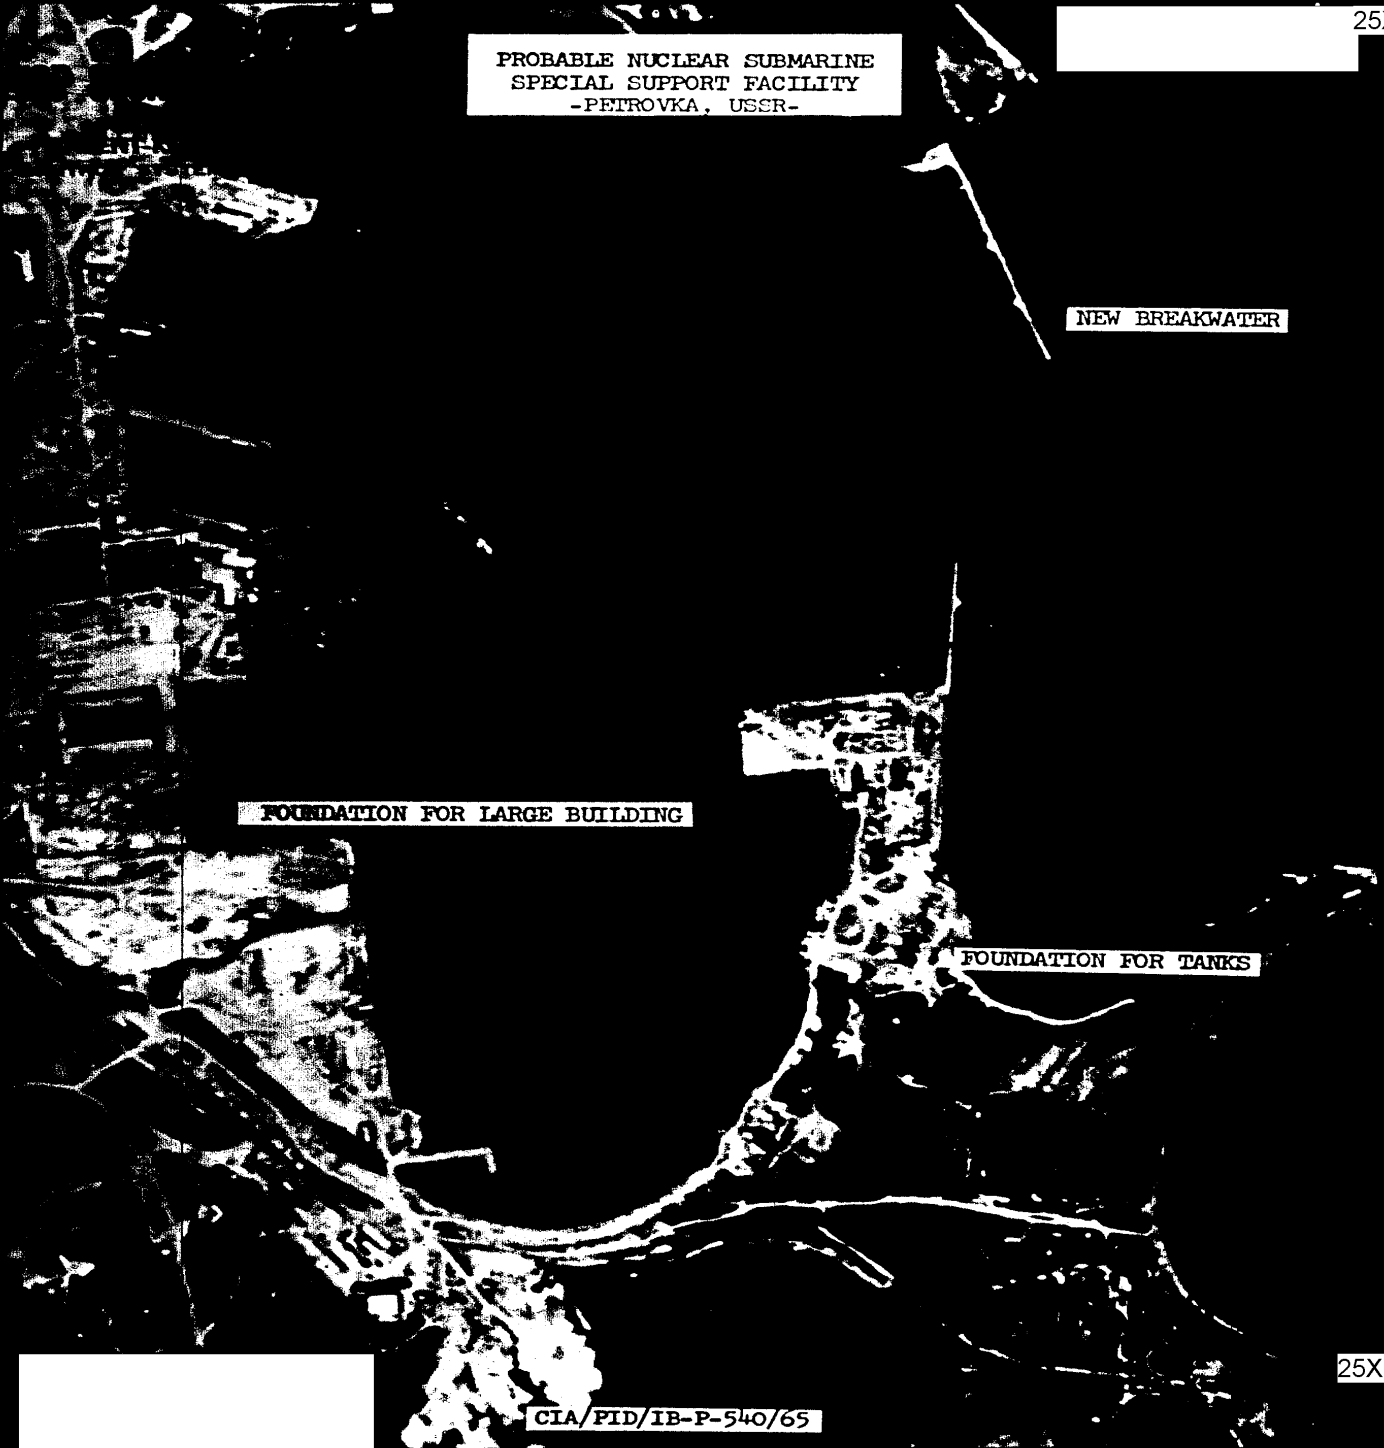 25X
PROBABLE NUCLEAR SUBMARINE
SPECIAL SUPPORT FACILITY
-PETROVKA, USSR-
NEW BREAKWATER
FOUNDATION FOR LARGE BUILDING
FOUNDATION FOR TANKS
25X
CIA/PID/IB-P-540/65